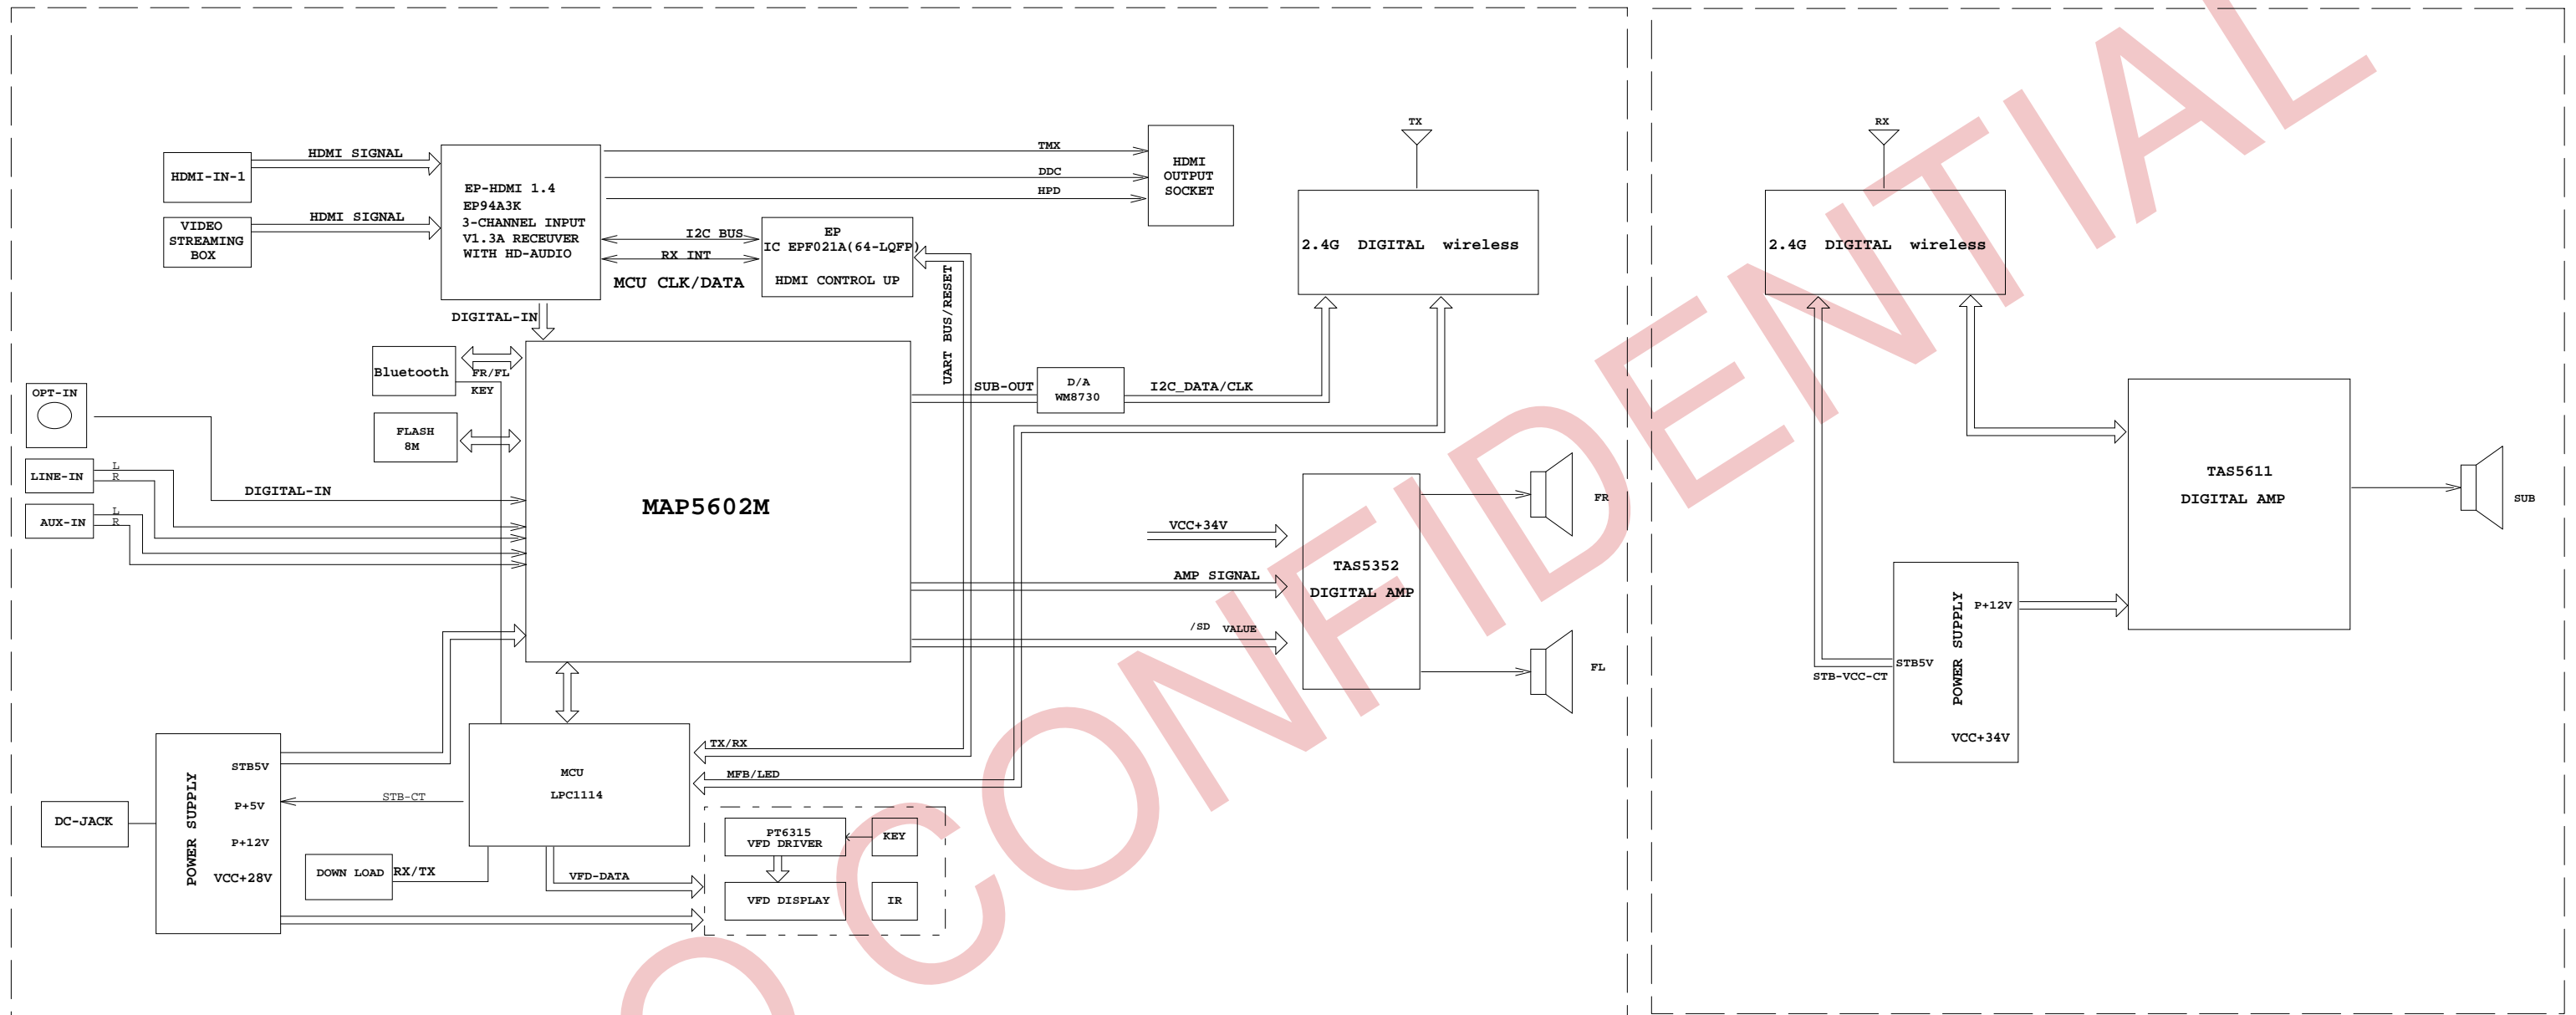 HDMI-IN-1
HDMI SIGNAL
VIDEO
STREAMING
BOX
HDMI SIGNAL
EP-HDMI 1.4
EP94A3K
3-CHANNEL INPUT
V1.3A RECEUVER
WITH HD-AUDIO
TMX
DDC
HPD
HDMI
OUTPUT
SOCKET
I2C BUS
RX INT
MCU CLK/DATA
EP
IC EPF021A(64-LQFP)
HDMI CONTROL UP
UART BUS/RESET
DIGITAL-IN
Bluetooth
FR/FL
KEY
FLASH
8M
OPT-IN
LINE-IN
L
R
AUX-IN
L
R
DIGITAL-IN
MAP5602M
SUB-OUT
D/A
WM8730
I2C_DATA/CLK
TX
2.4G DIGITAL wireless
VCC+34V
AMP SIGNAL
/SD VALUE
TAS5352
DIGITAL AMP
FR
FL
DC-JACK
POWER SUPPLY
STB5V
P+5V
P+12V
VCC+28V
STB-CT
MCU
LPC1114
TX/RX
MFB/LED
DOWN LOAD
RX/TX
VFD-DATA
PT6315
VFD DRIVER
KEY
VFD DISPLAY
IR
RX
2.4G DIGITAL wireless
TAS5611
DIGITAL AMP
SUB
POWER SUPPLY
P+12V
STB5V
STB-VCC-CT
VCC+34V
O CONFIDENTIAL